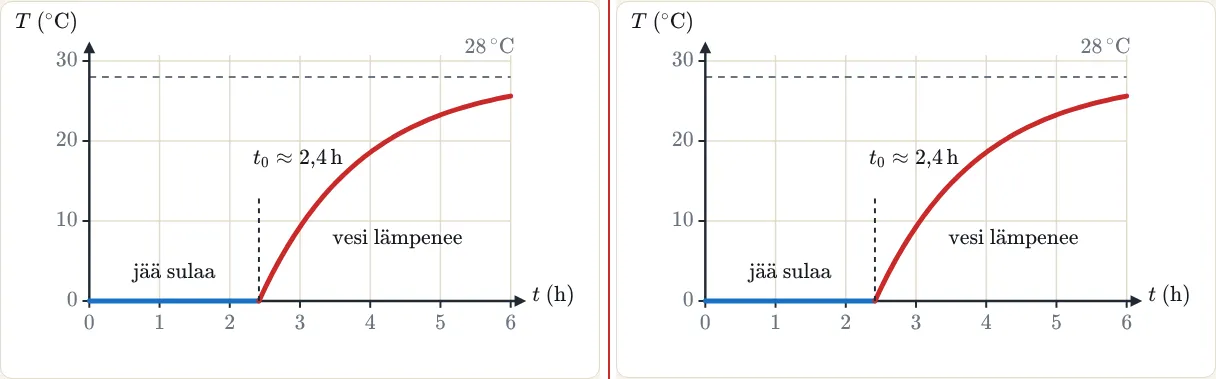 T (°C)
28 °C
30
20
t₀ ≈ 2,4 h
10
vesi lämpenee
jää sulaa
0
t (h)
0 1 2 3 4 5 6
T (°C)
28 °C
30
20
t₀ ≈ 2,4 h
10
vesi lämpenee
jää sulaa
0
t (h)
0 1 2 3 4 5 6